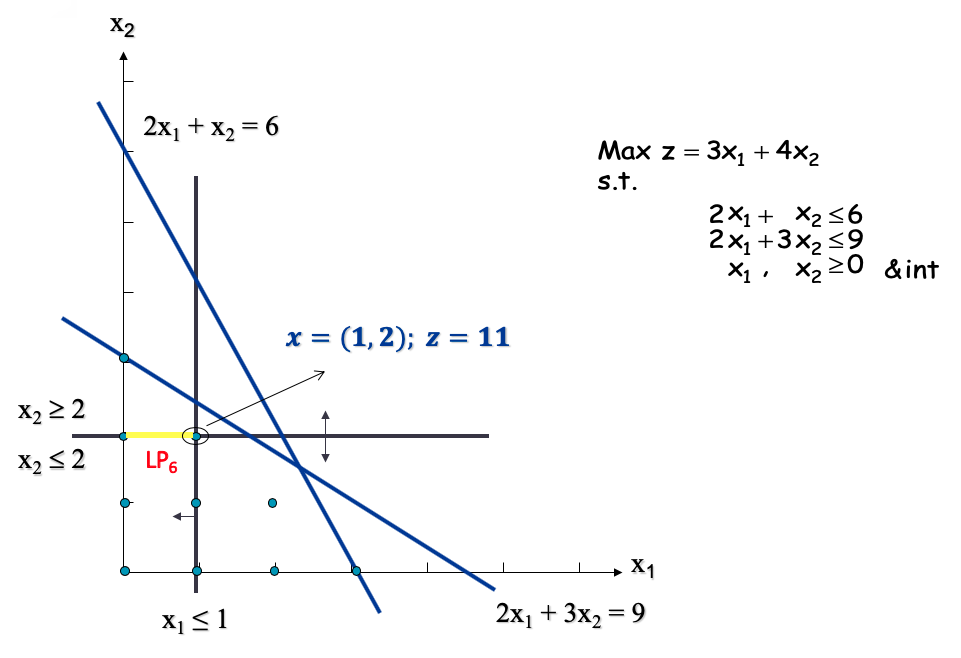 x₂
2x₁ + x₂ = 6
Max z = 3x₁ + 4x₂
s.t.
2x₁ + x₂ ≤ 6
2x₁ + 3x₂ ≤ 9
x₁ , x₂ ≥ 0 & int
x = (1, 2); z = 11
x₂ ≥ 2
x₂ ≤ 2
LP₆
x₁
x₁ ≤ 1
2x₁ + 3x₂ = 9